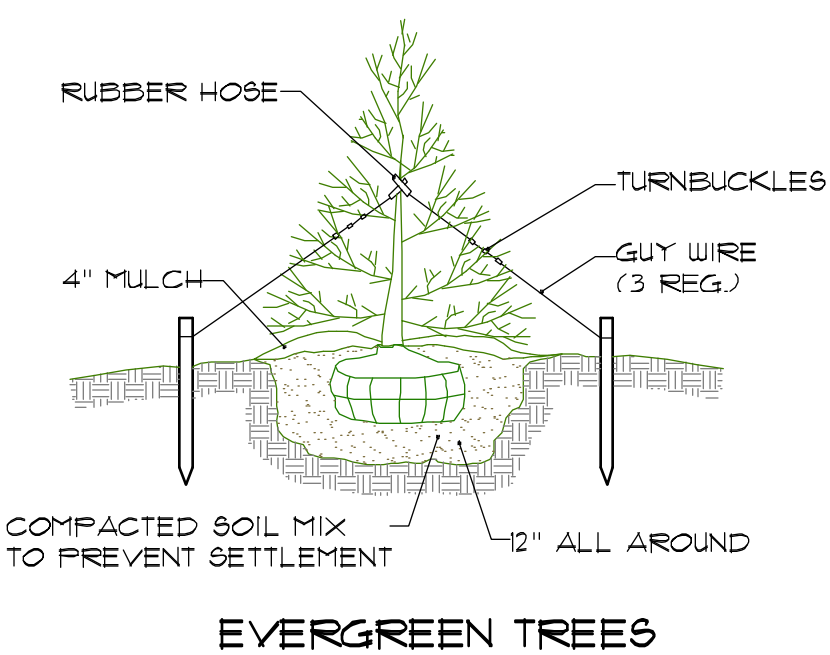 RUBBER HOSE
TURNBUCKLES
GUY WIRE
(3 REQ.)
4" MULCH
COMPACTED SOIL MIX
TO PREVENT SETTLEMENT
12" ALL AROUND
EVERGREEN TREES